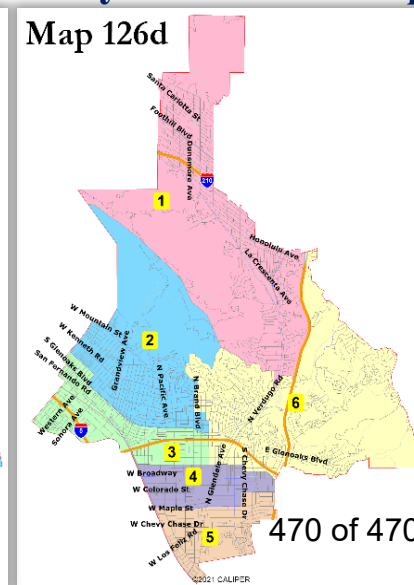 Map 126d
Santa Carlotta St
Foothill Blvd
Dunsmore Ave
210
1
Honolulu Ave
La Crescenta Ave
W Mountain St
W Kenneth Rd
Grandview Ave
2
S Glenoaks Blvd
San Fernando Rd
N Pacific Ave
N Brand Blvd
N Verdugo Rd
6
Western Ave
Sonora Ave
5
3
N Glendale Ave
S Chevy Chase Dr
E Glenoaks Blvd
W Broadway
4
W Colorado St
W Maple St
W Chevy Chase Dr
5
W Los Feliz Rd
470 of 470
©2021 CALIPER